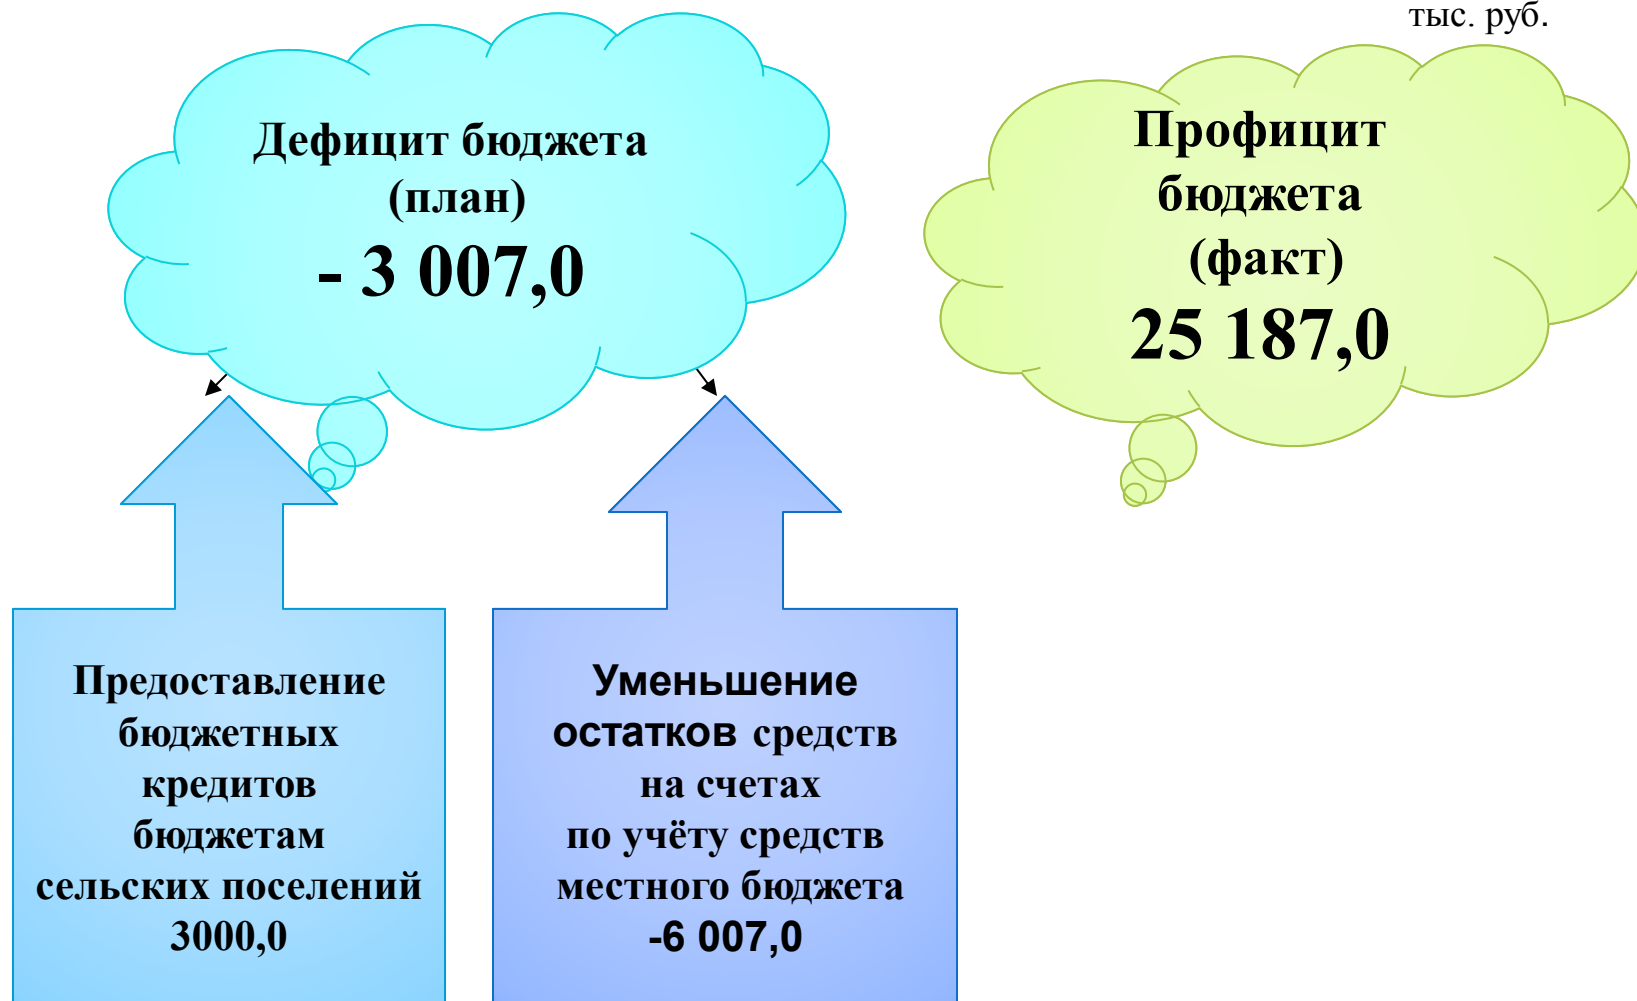 тыс. руб.
Дефицит бюджета
(план)
- 3 007,0
Профицит
бюджета
(факт)
25 187,0
Предоставление
бюджетных
кредитов
бюджетам
сельских поселений
3000,0
Уменьшение
остатков средств
на счетах
по учёту средств
местного бюджета
-6 007,0